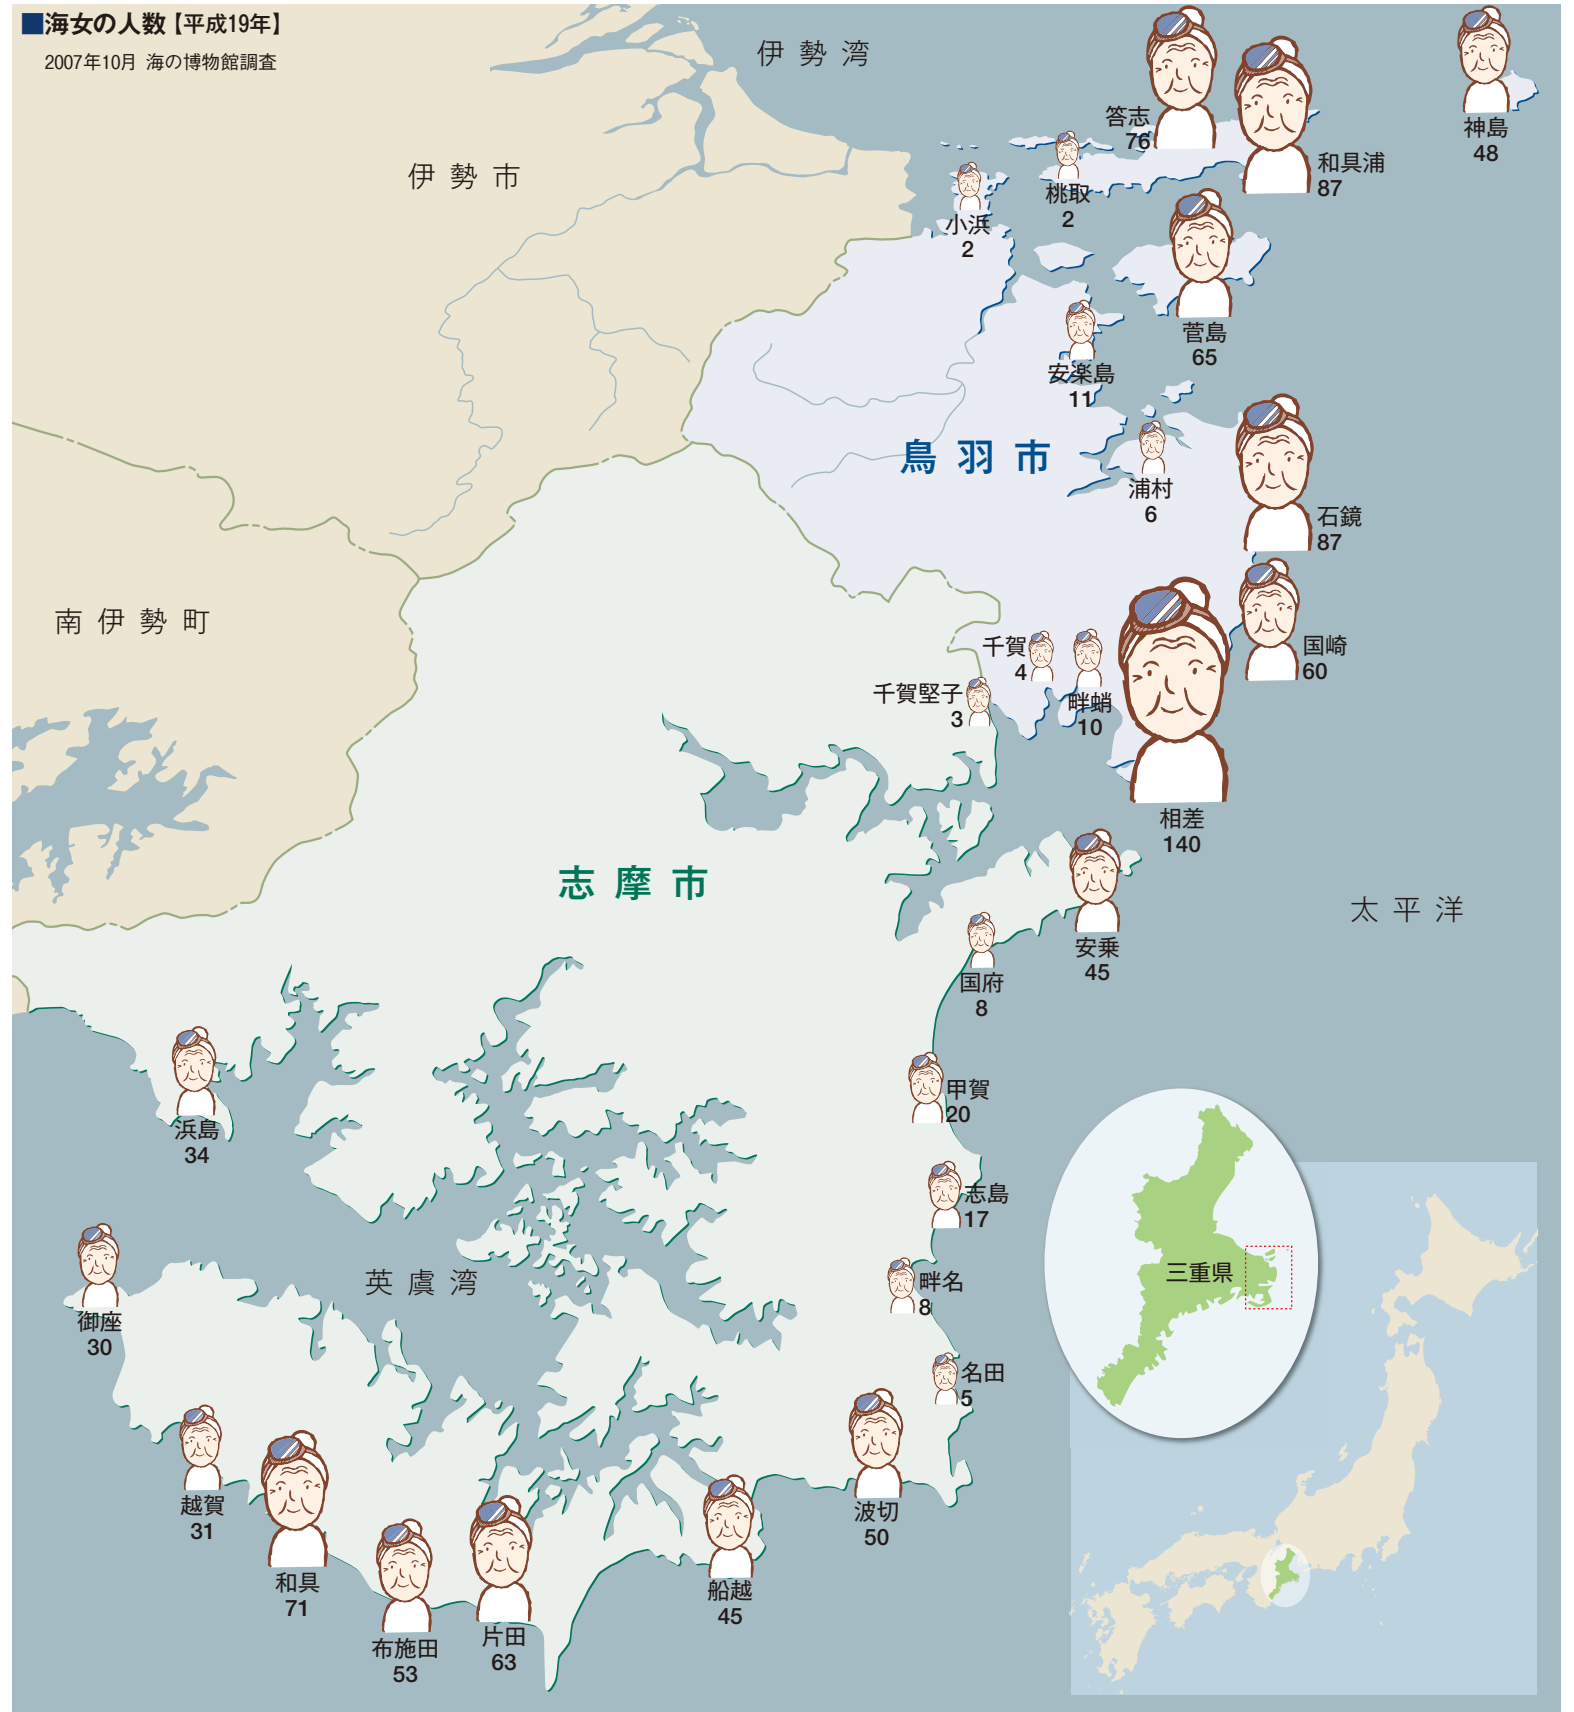 ■海女の人数【平成19年】
2007年10月 海の博物館調査
伊勢湾
伊勢市
答志
76
和具浦
87
神島
48
桃取
2
小浜
2
菅島
65
安楽島
11
鳥羽市
浦村
6
石鏡
87
南伊勢町
国崎
60
千賀
4
千賀堅子
3
畔蛸
10
相差
140
志摩市
太平洋
安乗
45
国府
8
甲賀
20
浜島
34
志島
17
英虞湾
畔名
8
三重県
御座
30
名田
5
越賀
31
波切
50
和具
71
船越
45
布施田
53
片田
63